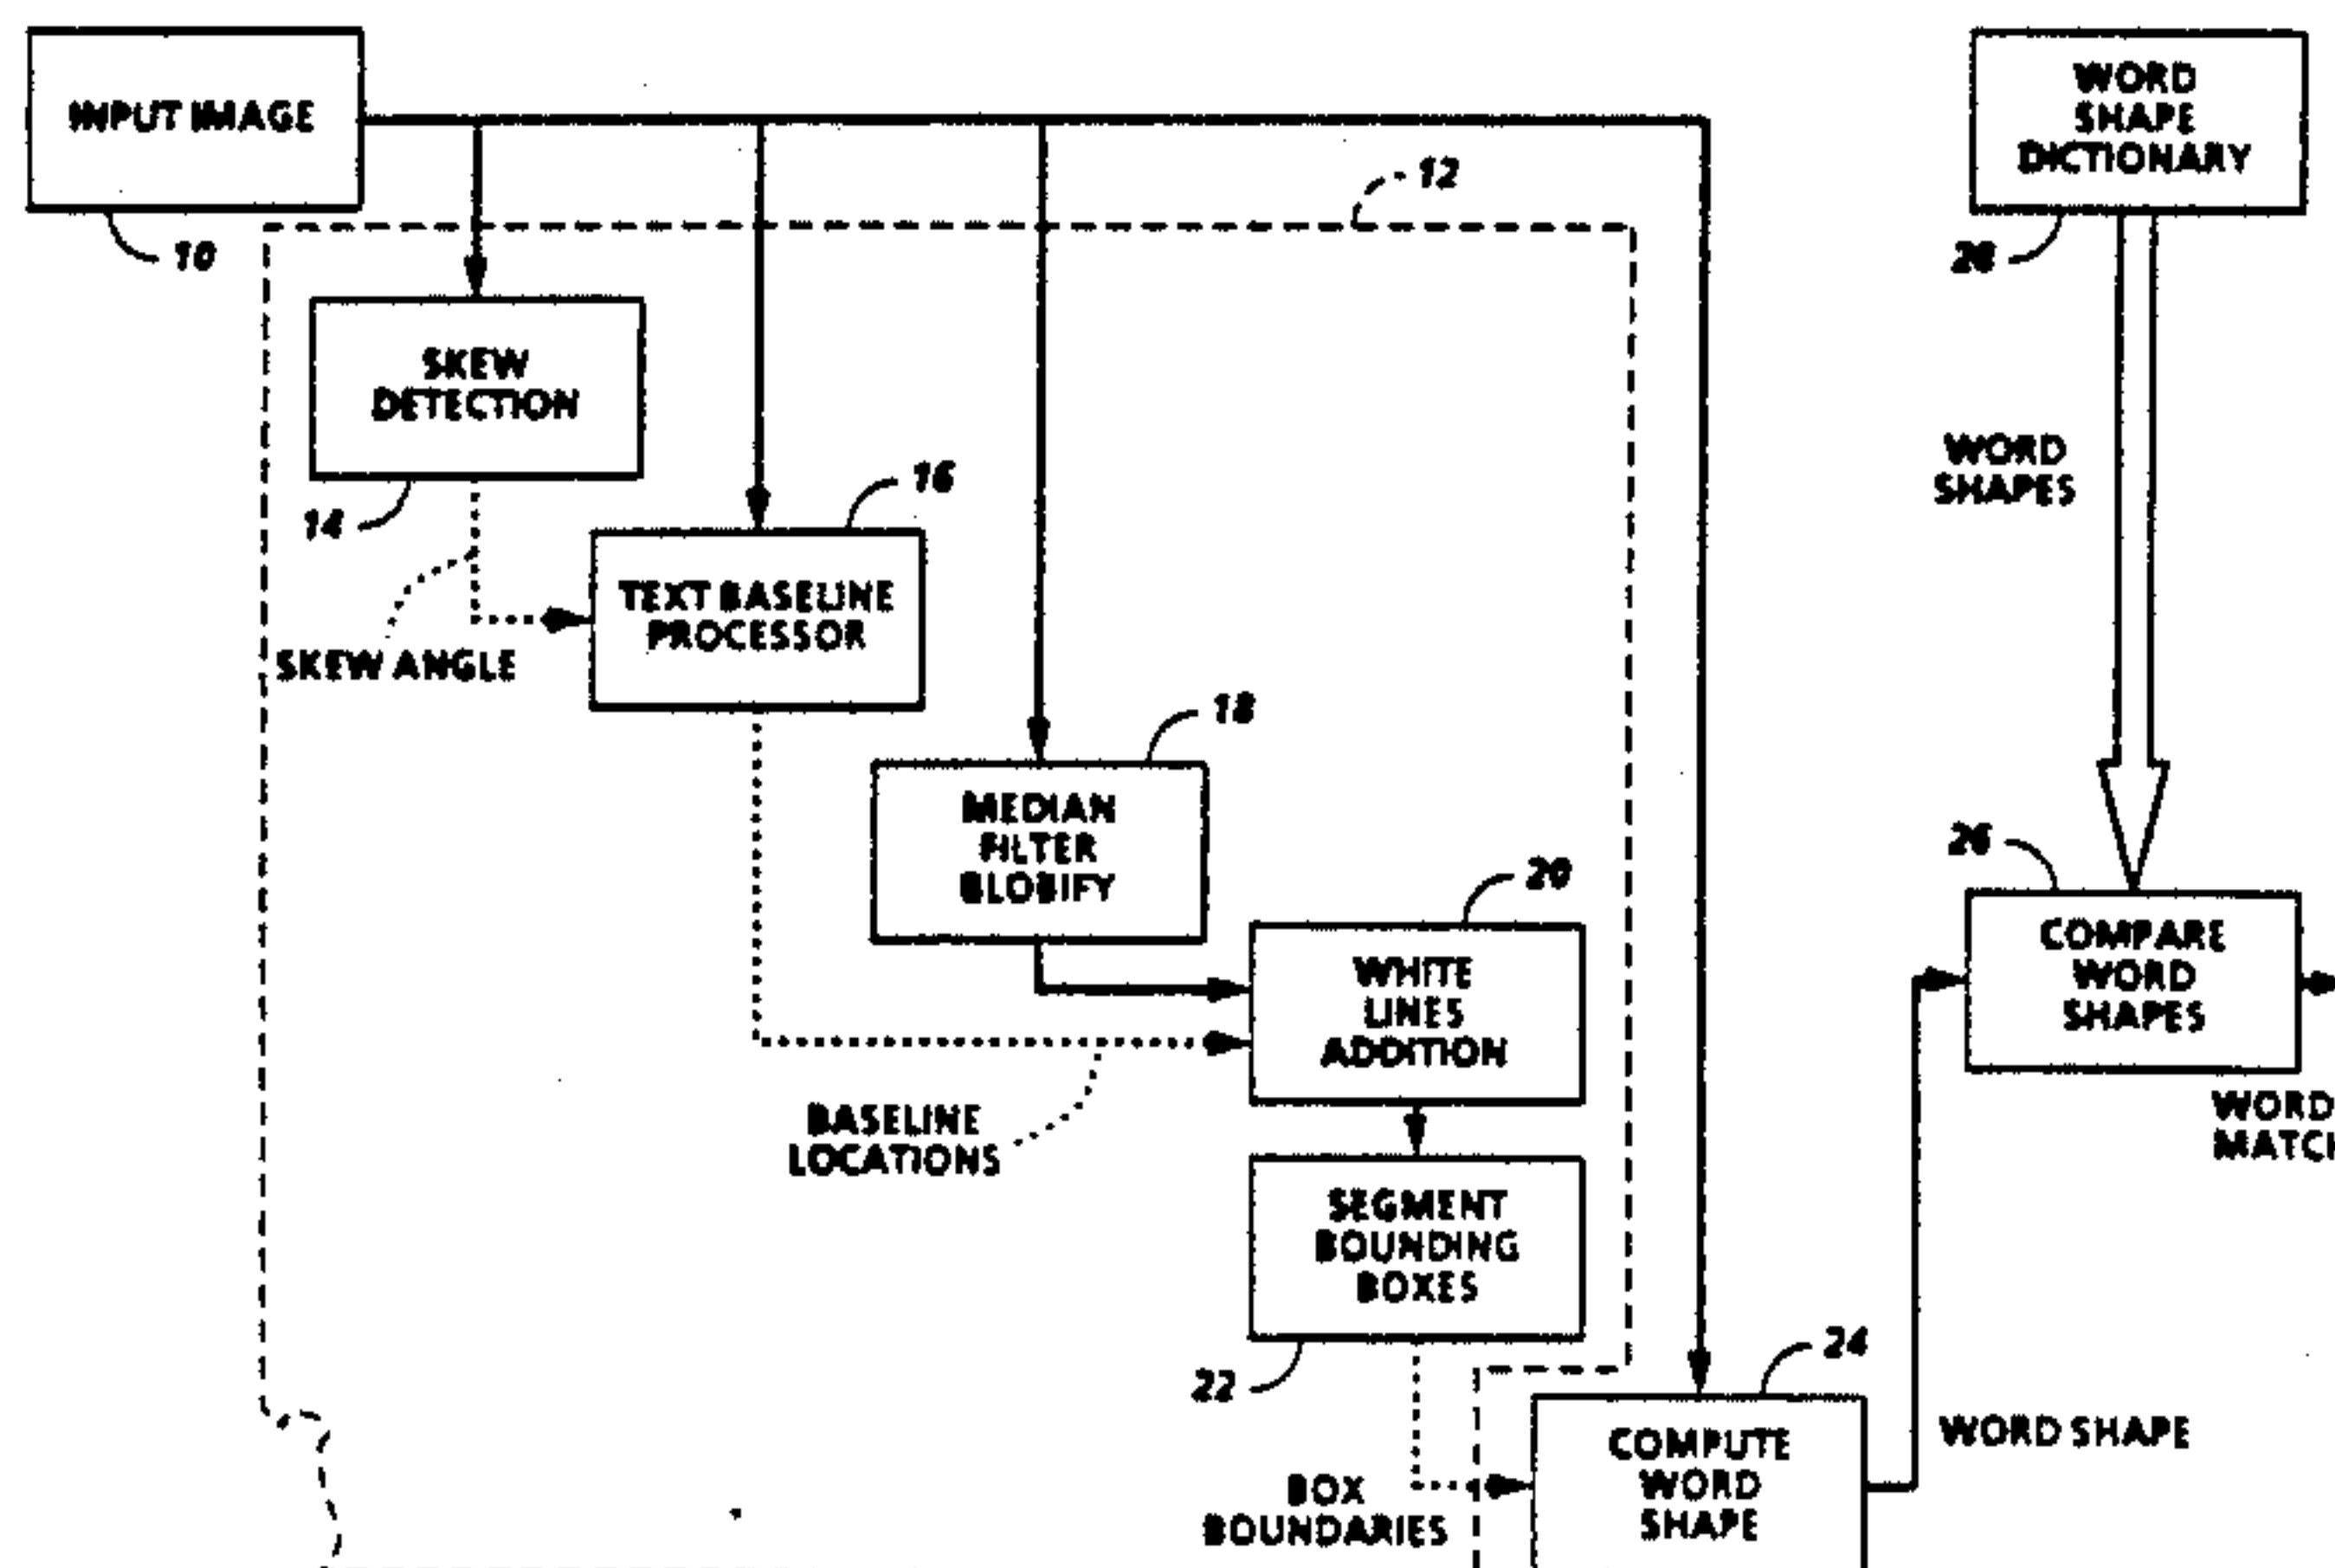 INPUT IMAGE
10
12
WORD
SHAPE
DICTIONARY
28
SKEW
DETECTION
14
SKEW ANGLE
16
TEXT BASELINE
PROCESSOR
WORD
SHAPES
18
MEDIAN
FILTER
BLOBIFY
20
WHITE
LINES
ADDITION
26
COMPARE
WORD
SHAPES
WORD
BASELINE
LOCATIONS
SEGMENT
BOUNDING
BOXES
22
24
COMPUTE
WORD
SHAPE
WORD SHAPE
BOX
BOUNDARIES